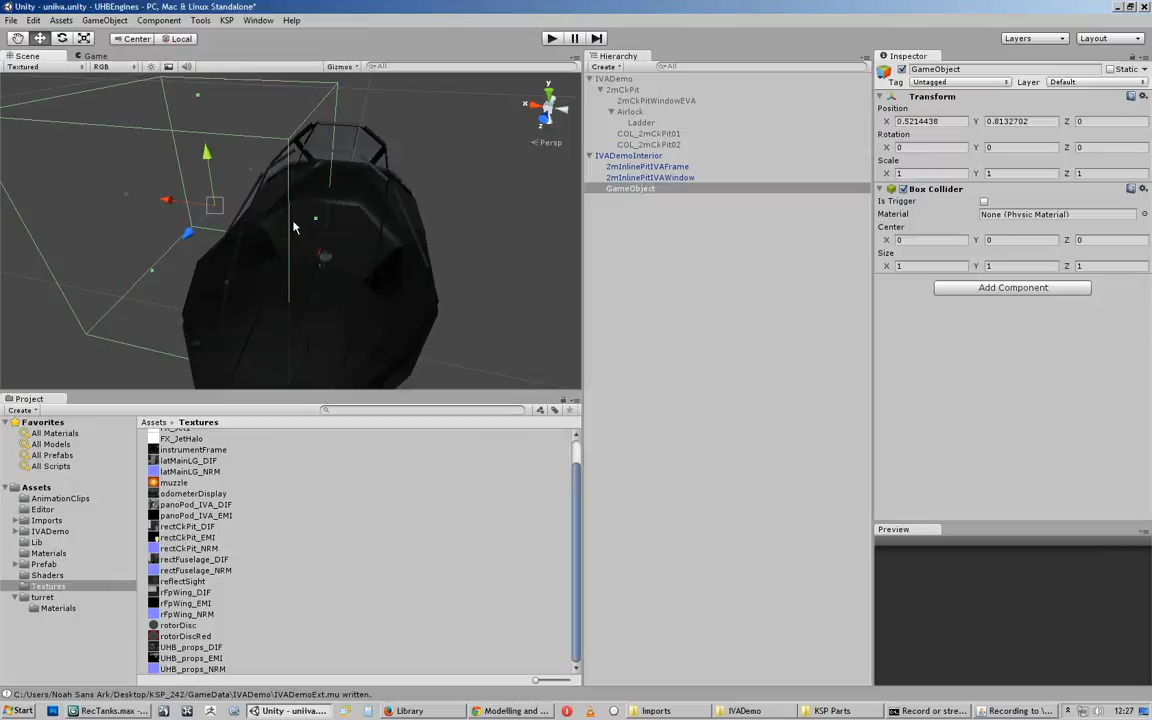 Unity - uniiva.unity - UHBEngines - PC, Mac & Linux Standalone*
File Edit Assets GameObject Component Tools KSP Window Help
Center Local Layers Layout
Scene Game
Textured RGB Gizmos All
y
x
z
Persp
Hierarchy
Create All
IVADemo
2mCkPit
2mCkPitWindowEVA
Airlock
Ladder
COL_2mCkPit01
COL_2mCkPit02
IVADemoInterior
2mInlinePitIVAFrame
2mInlinePitIVAWindow
GameObject
Inspector
GameObject Static
Tag Untagged Layer Default
Transform
Position
X 0.5214438 Y 0.8132702 Z 0
Rotation
X 0 Y 0 Z 0
Scale
X 1 Y 1 Z 1
Box Collider
Is Trigger
Material None (Physic Material)
Center
X 0 Y 0 Z 0
Size
X 1 Y 1 Z 1
Add Component
Preview
Project
Create
Favorites
All Materials
All Models
All Prefabs
All Scripts
Assets
AnimationClips
Editor
Imports
IVADemo
Lib
Materials
Prefab
Shaders
Textures
turret
Materials
Assets Textures
FX_JetHalo
instrumentFrame
latMainLG_DIF
latMainLG_NRM
muzzle
odometerDisplay
panoPod_IVA_DIF
panoPod_IVA_EMI
rectCkPit_DIF
rectCkPit_EMI
rectCkPit_NRM
rectFuselage_DIF
rectFuselage_NRM
reflectSight
rFpWing_DIF
rFpWing_EMI
rFpWing_NRM
rotorDisc
rotorDiscRed
UHB_props_DIF
UHB_props_EMI
UHB_props_NRM
C:/Users/Noah Sans Ark/Desktop/KSP_242/GameData\IVADemo\IVADemoExt.mu written.
Start RecTanks.max - ... Unity - uniiva.... Library Modelling and ... Imports IVADemo KSP Parts Record or stre... Recording to \... 12:27